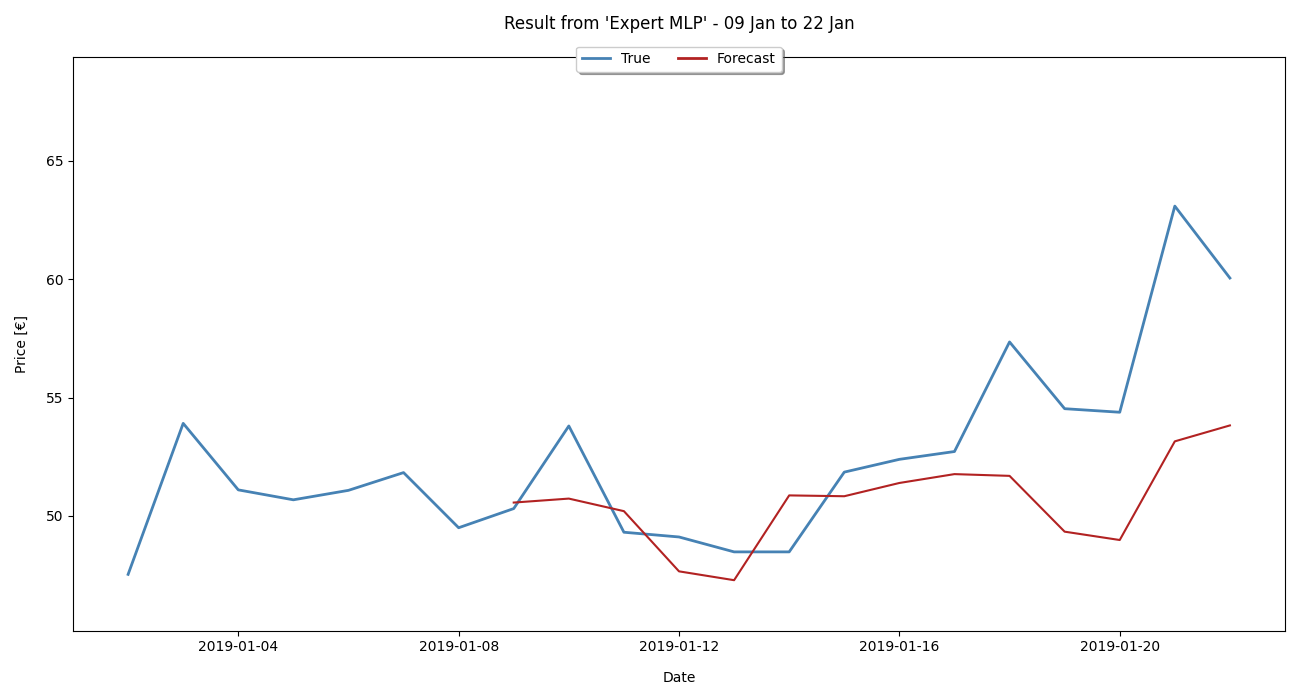 Result from 'Expert MLP' - 09 Jan to 22 Jan
True Forecast
65
60
55
50
Price [€]
2019-01-04 2019-01-08 2019-01-12 2019-01-16 2019-01-20
Date